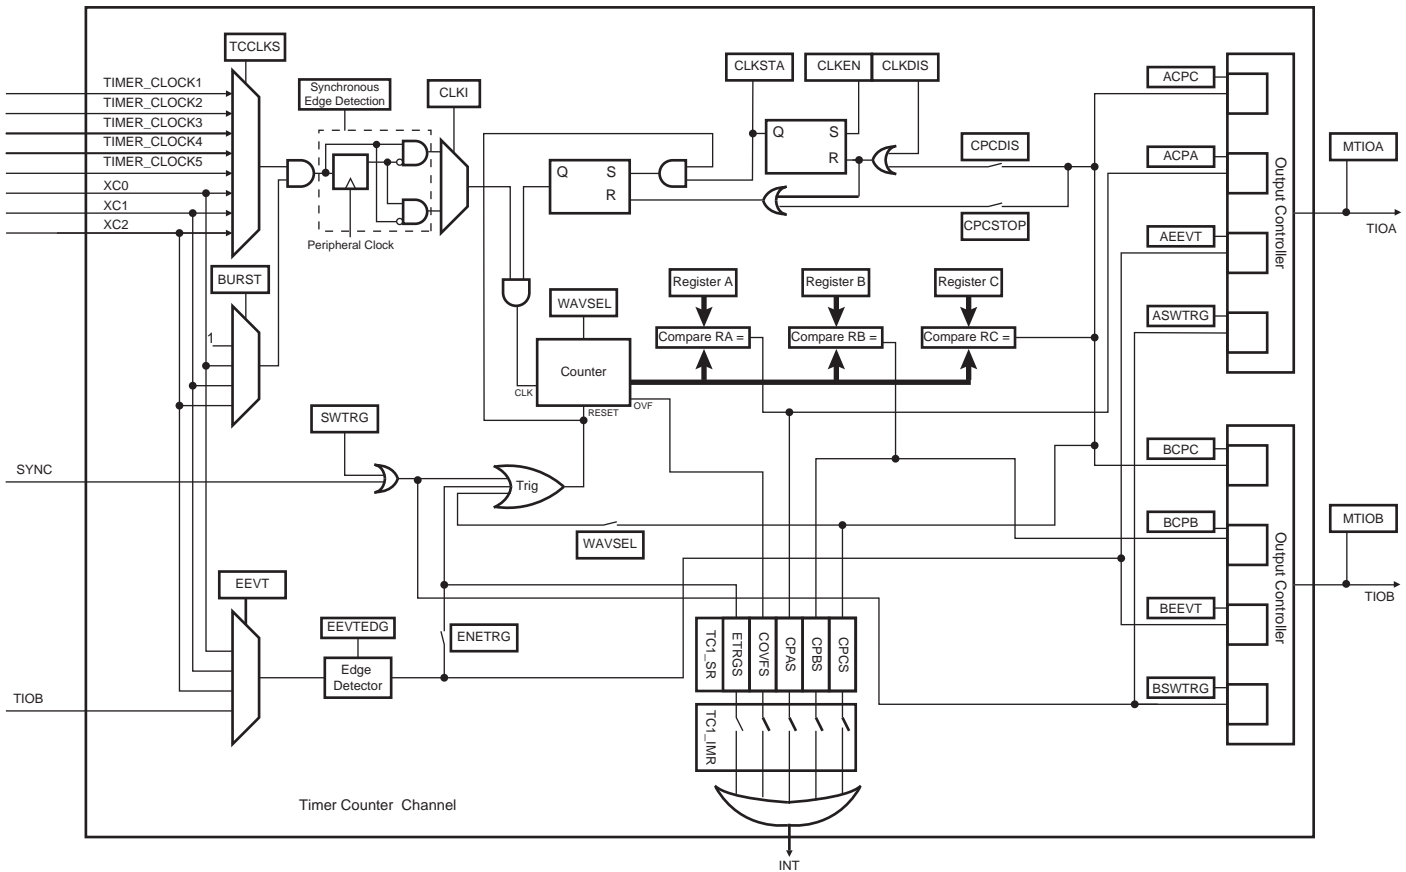 TCCLKS
TIMER_CLOCK1
TIMER_CLOCK2
TIMER_CLOCK3
TIMER_CLOCK4
TIMER_CLOCK5
XC0
XC1
XC2
Synchronous
Edge Detection
CLKI
Peripheral Clock
BURST
1
CLKSTA
CLKEN
CLKDIS
Q
S
R
Q
S
R
CPCDIS
CPCSTOP
Register A
Register B
Register C
Compare RA =
Compare RB =
Compare RC =
WAVSEL
Counter
CLK
RESET
OVF
SWTRG
SYNC
Trig
WAVSEL
EEVT
EEVTEDG
Edge
Detector
ENETRG
TIOB
TC1_SR
ETRGS
COVFS
CPAS
CPBS
CPCS
TC1_IMR
INT
Timer Counter Channel
ACPC
ACPA
AEEVT
ASWTRG
Output Controller
MTIOA
TIOA
BCPC
BCPB
BEEVT
BSWTRG
Output Controller
MTIOB
TIOB